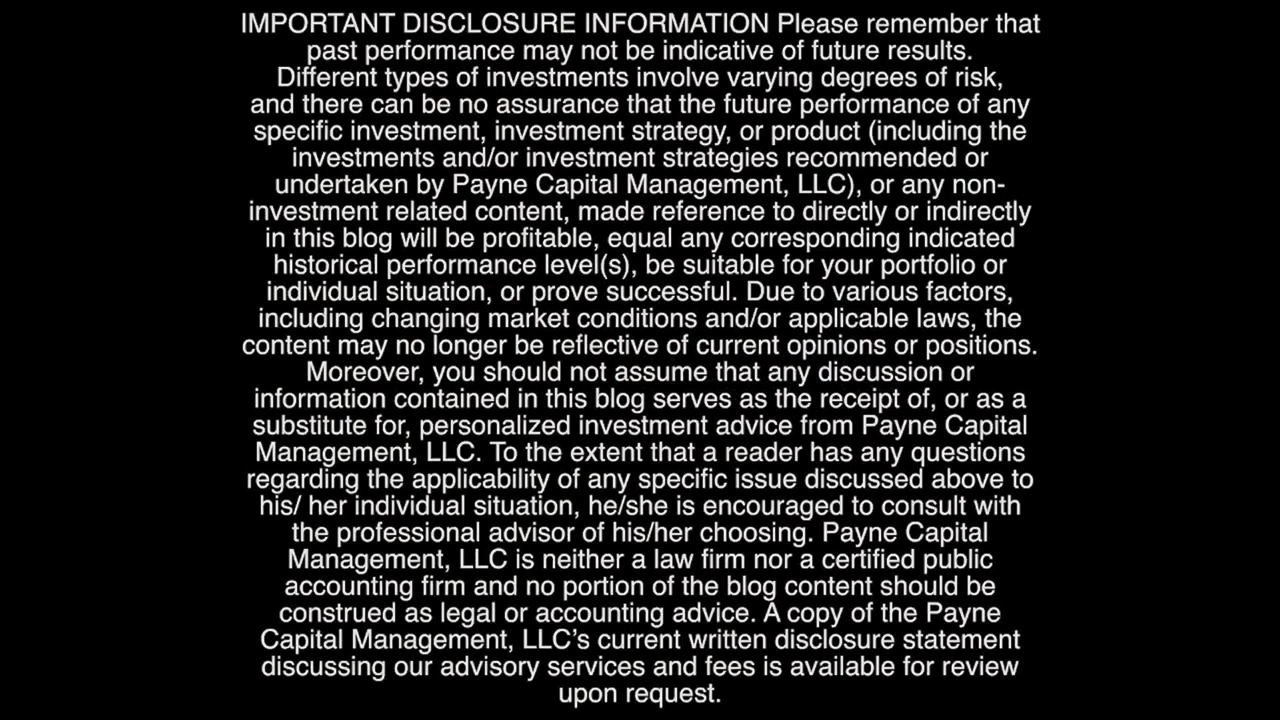 IMPORTANT DISCLOSURE INFORMATION Please remember that
past performance may not be indicative of future results.
Different types of investments involve varying degrees of risk,
and there can be no assurance that the future performance of any
specific investment, investment strategy, or product (including the
investments and/or investment strategies recommended or
undertaken by Payne Capital Management, LLC), or any non-
investment related content, made reference to directly or indirectly
in this blog will be profitable, equal any corresponding indicated
historical performance level(s), be suitable for your portfolio or
individual situation, or prove successful. Due to various factors,
including changing market conditions and/or applicable laws, the
content may no longer be reflective of current opinions or positions.
Moreover, you should not assume that any discussion or
information contained in this blog serves as the receipt of, or as a
substitute for, personalized investment advice from Payne Capital
Management, LLC. To the extent that a reader has any questions
regarding the applicability of any specific issue discussed above to
his/ her individual situation, he/she is encouraged to consult with
the professional advisor of his/her choosing. Payne Capital
Management, LLC is neither a law firm nor a certified public
accounting firm and no portion of the blog content should be
construed as legal or accounting advice. A copy of the Payne
Capital Management, LLC’s current written disclosure statement
discussing our advisory services and fees is available for review
upon request.